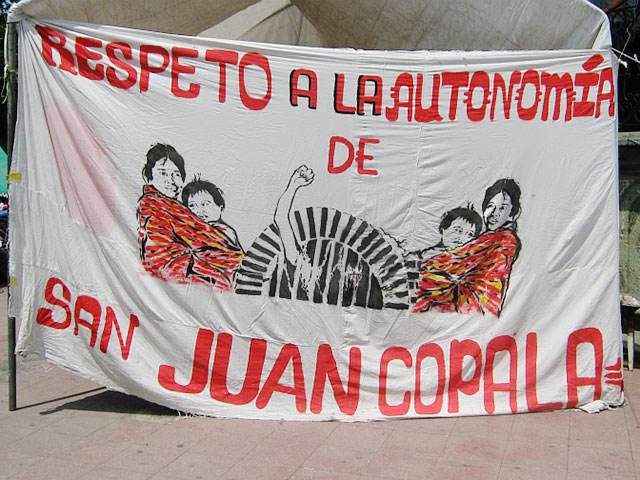 RESPETO A LA AUTONOMÍA
DE
SAN JUAN COPALA